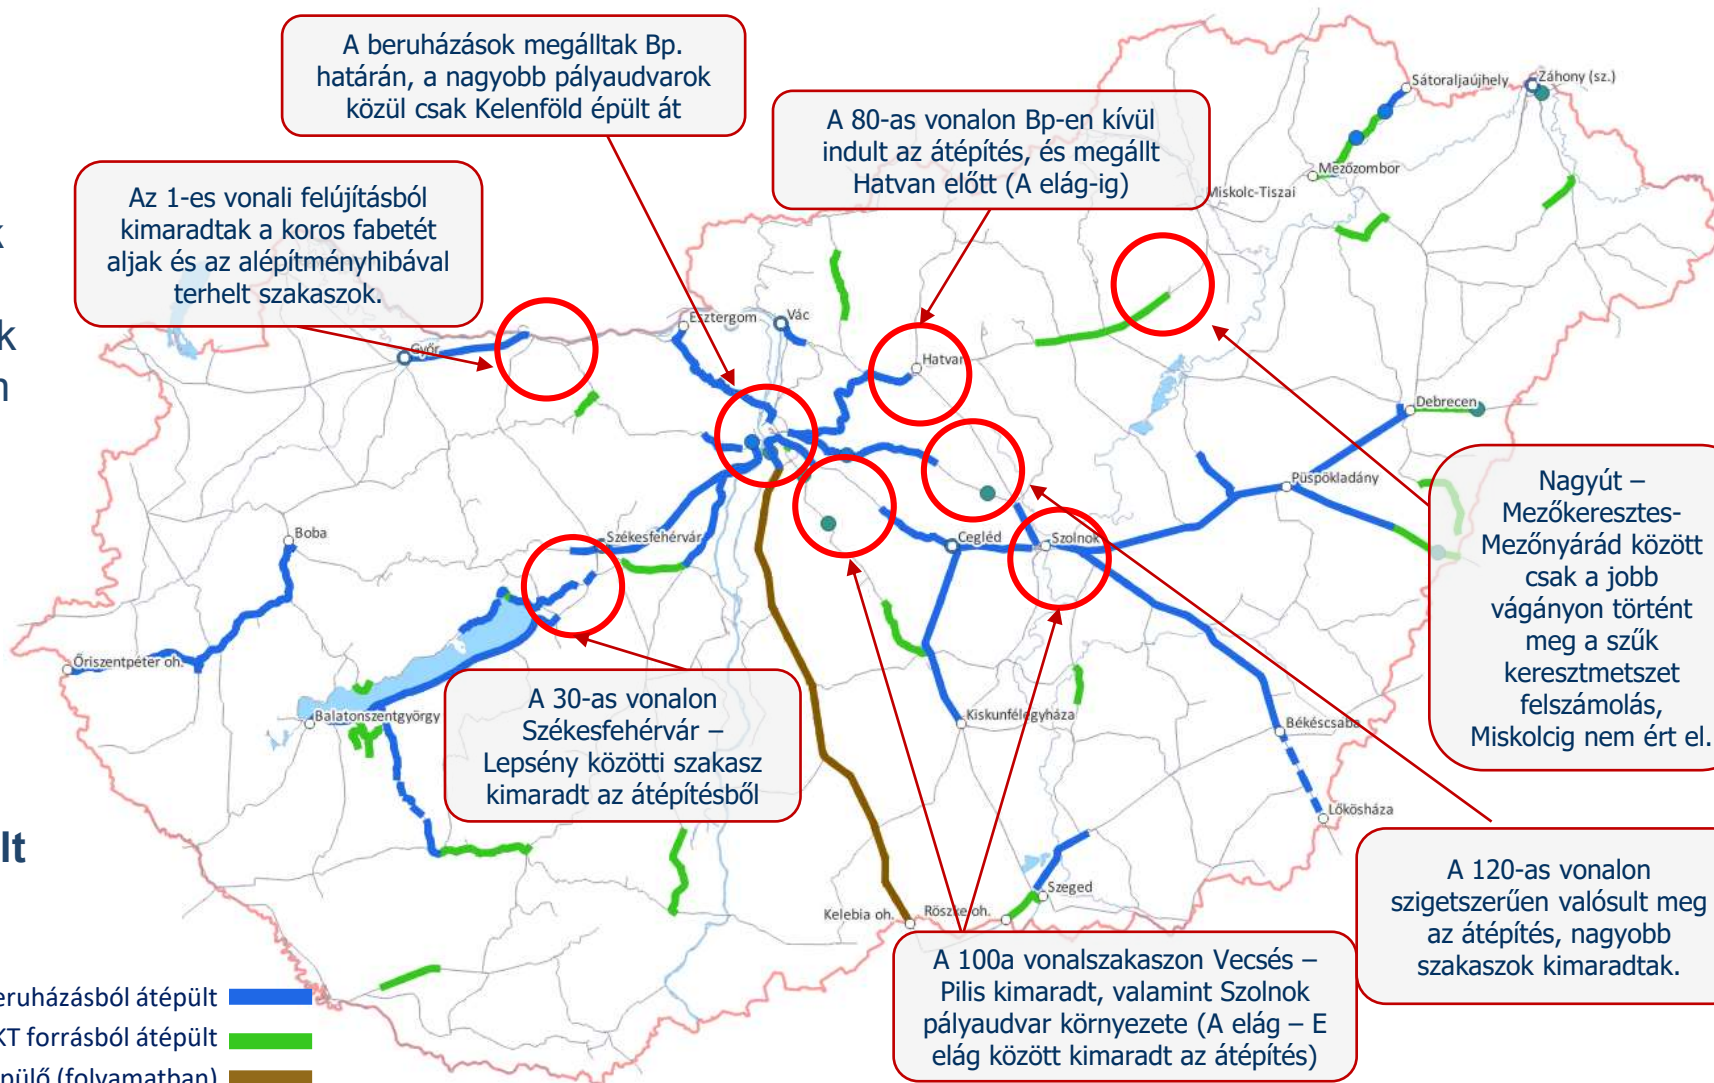 A beruházások megálltak Bp.
határán, a nagyobb pályaudvarok
közül csak Kelenföld épült át
A 80-as vonalon Bp-en kívül
indult az átépítés, és megállt
Hatvan előtt (A elág-ig)
Az 1-es vonali felújításból
kimaradtak a koros fabetét
aljak és az alépítményhibával
terhelt szakaszok.
k
k
n
Sátoraljaújhely
Záhony (sz.)
Mezőzombor
Miskolc-Tiszai
Esztergom
Vác
Győr
Hatvan
Debrecen
Püspökladány
Nagyút –
Mezőkeresztes-
Mezőnyárád között
csak a jobb
vágányon történt
meg a szűk
keresztmetszet
felszámolás,
Miskolcig nem ért el.
Boba
Székesfehérvár
Cegléd
Szolnok
Őriszentpéter oh.
Balatonszentgyörgy
A 30-as vonalon
Székesfehérvár –
Lepsény közötti szakasz
kimaradt az átépítésből
Kiskunfélegyháza
Békéscsaba
Lőkösháza
lt
Szeged
Kelebia oh.
Röszke oh.
A 120-as vonalon
szigetszerűen valósult meg
az átépítés, nagyobb
szakaszok kimaradtak.
A 100a vonalszakaszon Vecsés –
Pilis kimaradt, valamint Szolnok
pályaudvar környezete (A elág – E
elág között kimaradt az átépítés)
eruházásból átépült
KT forrásból átépült
pülő (folyamatban)